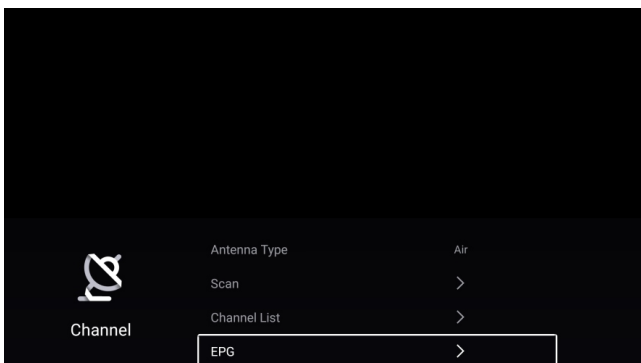 Antenna Type Air
Scan
Channel List
Channel
EPG